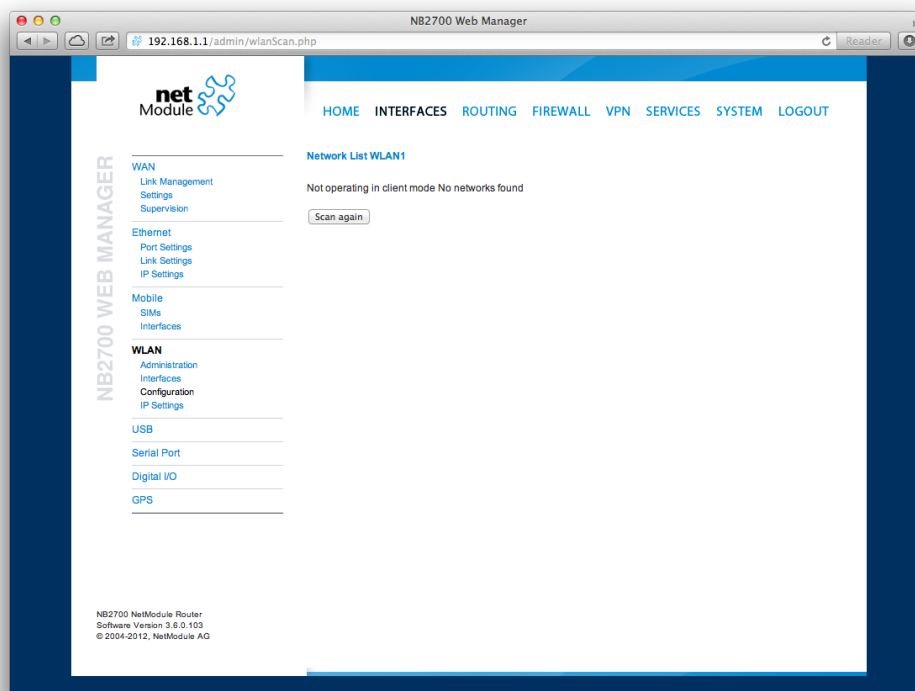 NB2700 Web Manager
192.168.1.1/admin/wlanScan.php
Reader
net
Module
HOME INTERFACES ROUTING FIREWALL VPN SERVICES SYSTEM LOGOUT
NB2700 WEB MANAGER
WAN
Link Management
Settings
Supervision
Ethernet
Port Settings
Link Settings
IP Settings
Mobile
SIMs
Interfaces
WLAN
Administration
Interfaces
Configuration
IP Settings
USB
Serial Port
Digital I/O
GPS
Network List WLAN1
Not operating in client mode No networks found
Scan again
NB2700 NetModule Router
Software Version 3.6.0.103
© 2004-2012, NetModule AG